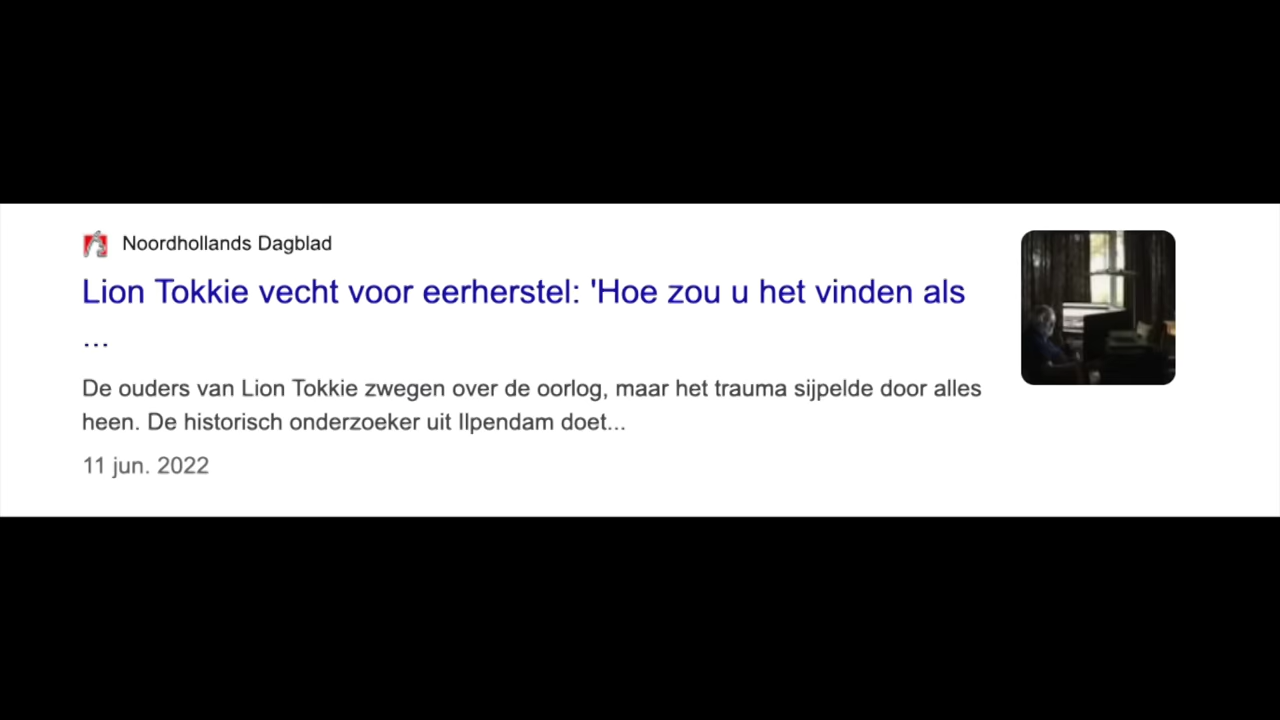 Noordhollands Dagblad
Lion Tokkie vecht voor eerherstel: 'Hoe zou u het vinden als
...
De ouders van Lion Tokkie zwegen over de oorlog, maar het trauma sijpelde door alles
heen. De historisch onderzoeker uit Ilpendam doet...
11 jun. 2022